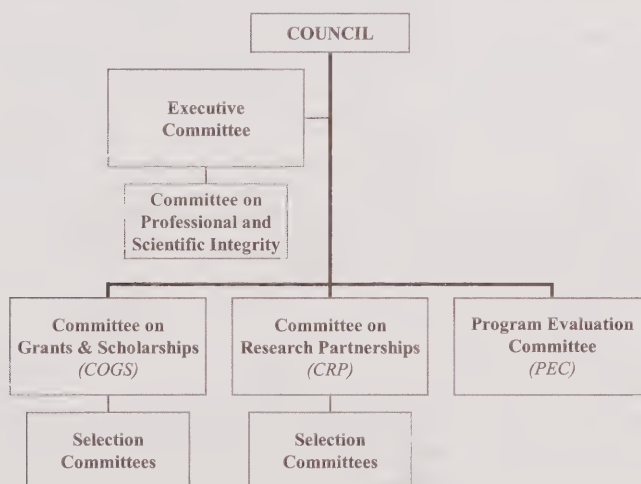 COUNCIL
Executive
Committee
Committee on
Professional and
Scientific Integrity
Committee on
Grants & Scholarships
(COGS)
Committee on
Research Partnerships
(CRP)
Program Evaluation
Committee
(PEC)
Selection
Committees
Selection
Committees